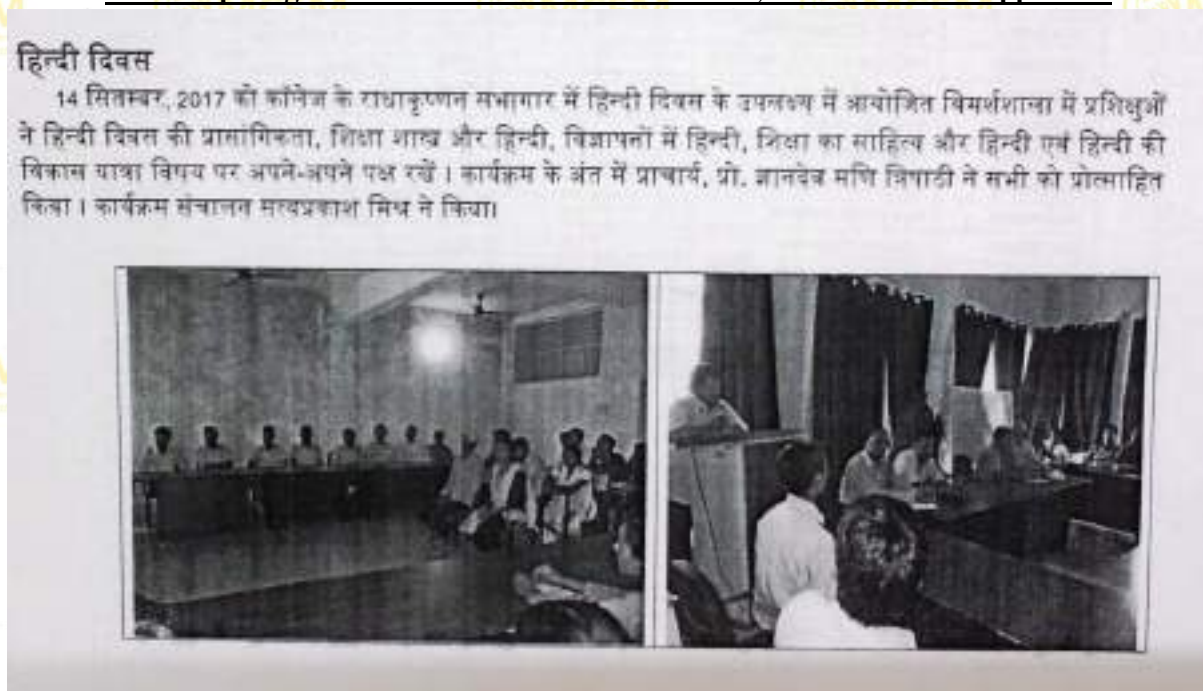 हिन्दी दिवस
14 सितम्बर, 2017 को कॉलेज के राधाकृष्णन सभागार में हिन्दी दिवस के उपलक्ष्य में आयोजित विमर्शशाला में प्रशिक्षुओं
ने हिन्दी दिवस की प्रासांगिकता, शिक्षा शास्त्र और हिन्दी, विज्ञापनों में हिन्दी, शिक्षा का साहित्य और हिन्दी एवं हिन्दी की
विकास यात्रा विषय पर अपने-अपने पक्ष रखें । कार्यक्रम के अंत में प्राचार्य, प्रो. ज्ञानदेव मणि त्रिपाठी ने सभी को प्रोत्साहित
किया । कार्यक्रम संचालन सत्यप्रकाश मिश्र ने किया।